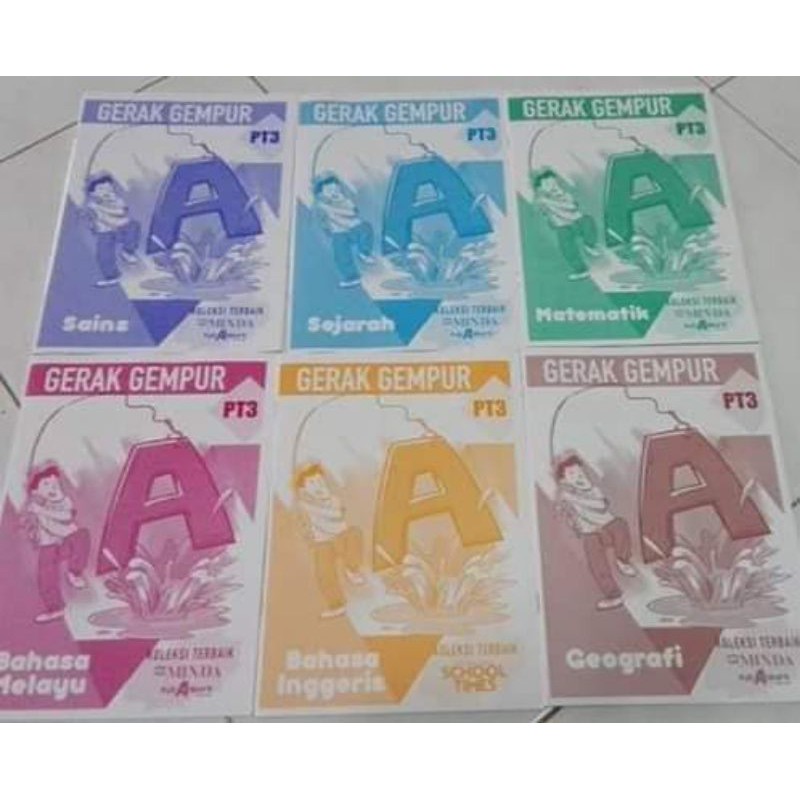 GERAK GEMPUR
PT3
A
Sains
KOLEKSI TERBAIK
MINDA
GERAK GEMPUR
PT3
A
Sejarah
KOLEKSI TERBAIK
MINDA
GERAK GEMPUR
PT3
A
Matematik
KOLEKSI TERBAIK
MINDA
GERAK GEMPUR
PT3
A
Bahasa
Melayu
KOLEKSI TERBAIK
MINDA
GERAK GEMPUR
PT3
A
Bahasa
Inggeris
KOLEKSI TERBAIK
SCHOOL
TIMES
GERAK GEMPUR
PT3
A
Geografi
KOLEKSI TERBAIK
MINDA